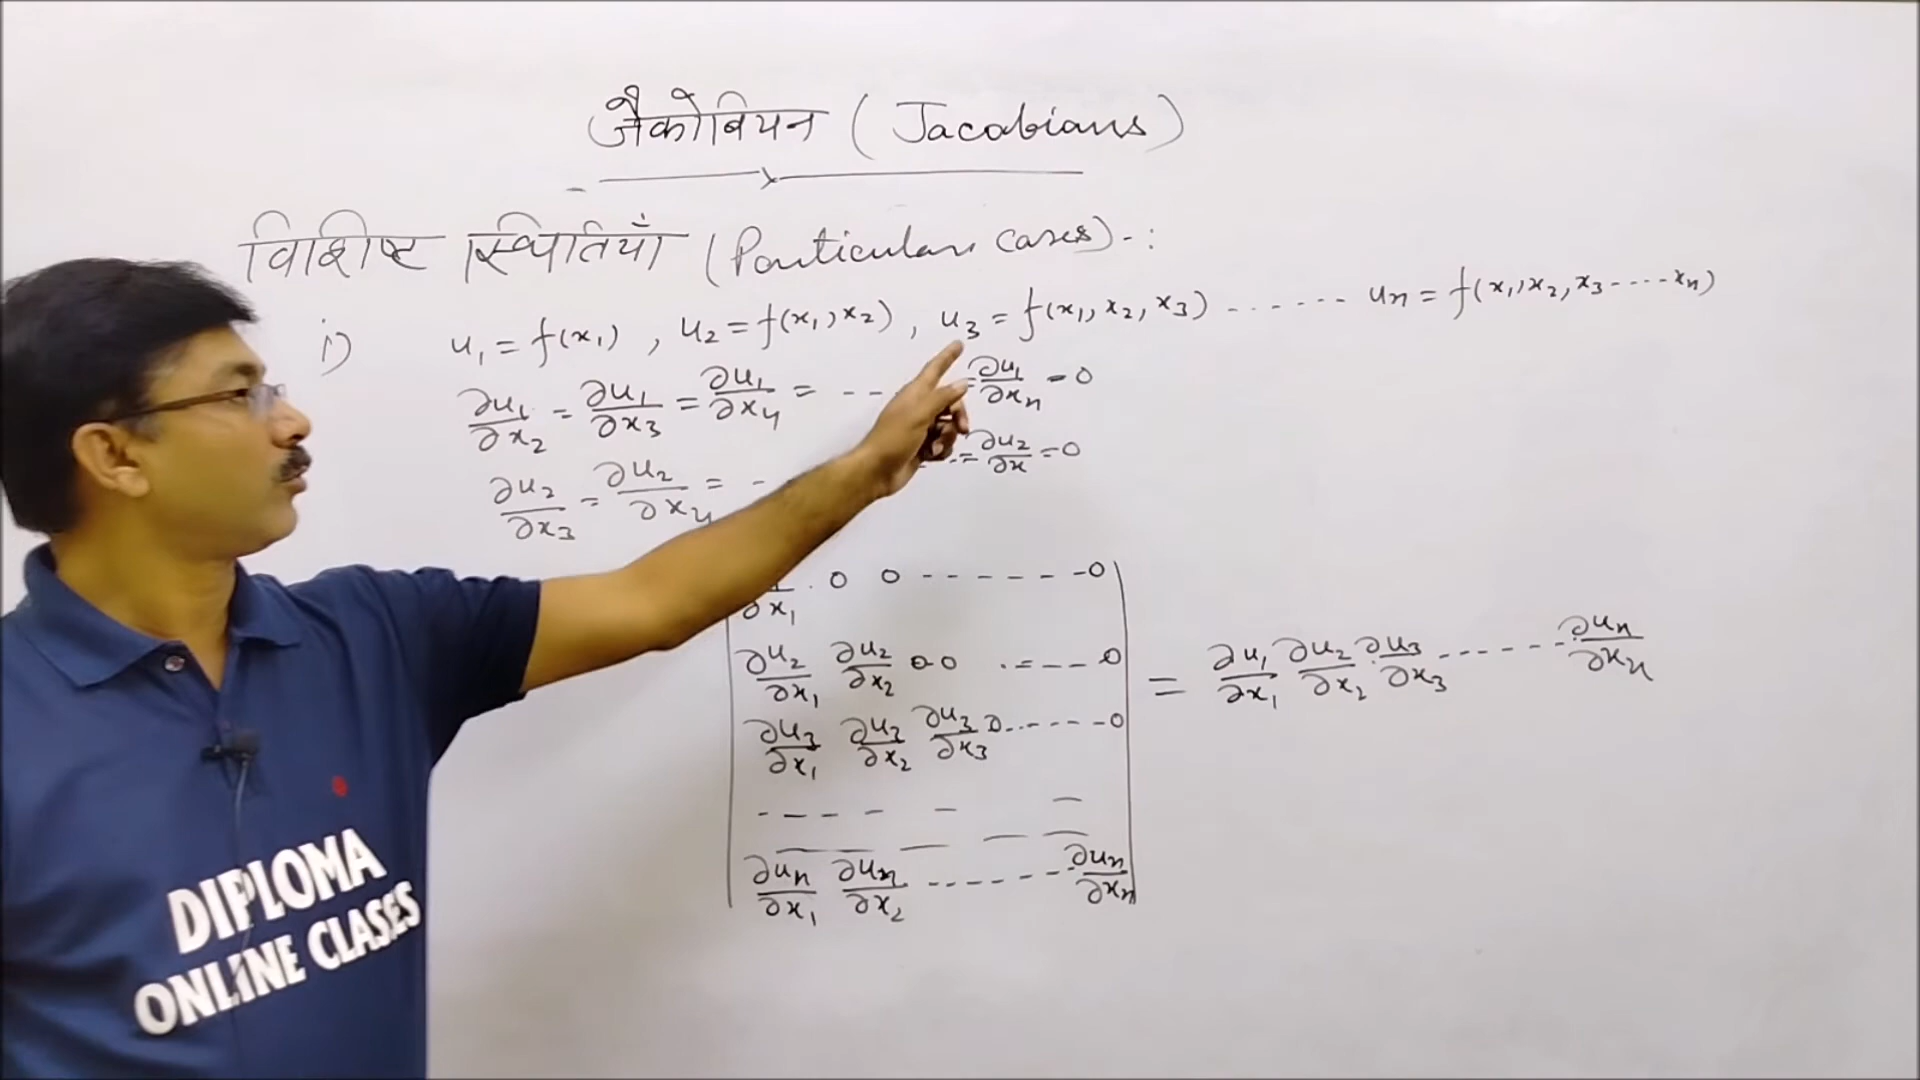 जैकोबियन (Jacobians)
विशिष्ट स्थितियाँ (Particular cases) -:
i) u₁ = f(x₁) , u₂ = f(x₁, x₂) , u₃ = f(x₁, x₂, x₃) ------ uₙ = f(x₁, x₂, x₃ ----- xₙ)
∂u₁/∂x₂ = ∂u₁/∂x₃ = ∂u₁/∂x₄ = --- = ∂u₁/∂xₙ = 0
∂u₂/∂x₃ = ∂u₂/∂x₄ = - --= ∂u₂/∂x = 0
∂x₁ 0 0 ------- 0
∂u₂/∂x₁ ∂u₂/∂x₂ 0 0 ---- 0
∂u₃/∂x₁ ∂u₃/∂x₂ ∂u₃/∂x₃ 0 ------ 0 = ∂u₁/∂x₁ ∂u₂/∂x₂ ∂u₃/∂x₃ ------ ∂uₙ/∂xₙ
∂uₙ/∂x₁ ∂uₙ/∂x₂ ------- ∂uₙ/∂xₙ
DIPLOMA
ONLINE CLASES